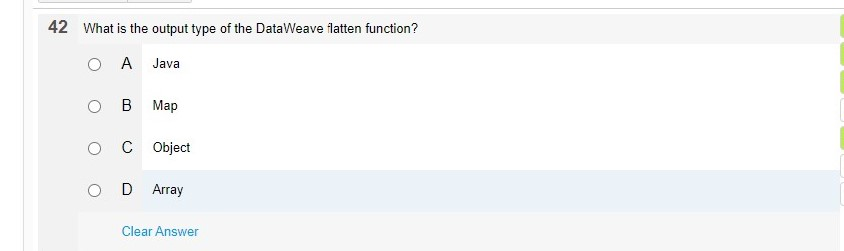 42 What is the output type of the DataWeave flatten function?
A Java
B Map
C Object
D Array
Clear Answer